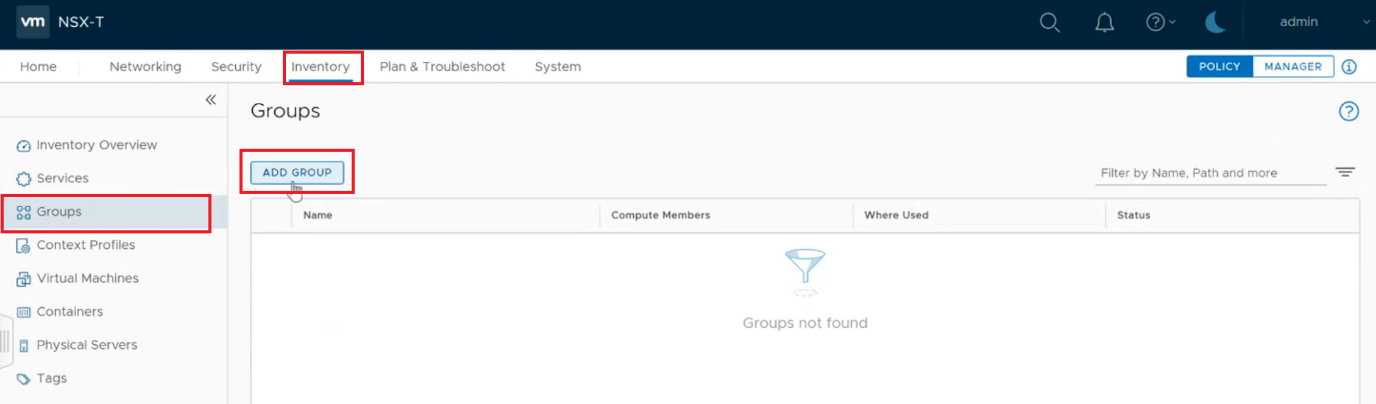 vm NSX-T admin
Home Networking Security Inventory Plan & Troubleshoot System POLICY MANAGER
Groups
Inventory Overview
ADD GROUP Filter by Name, Path and more
Services
Groups
Name Compute Members Where Used Status
Context Profiles
Virtual Machines
Containers
Groups not found
Physical Servers
Tags